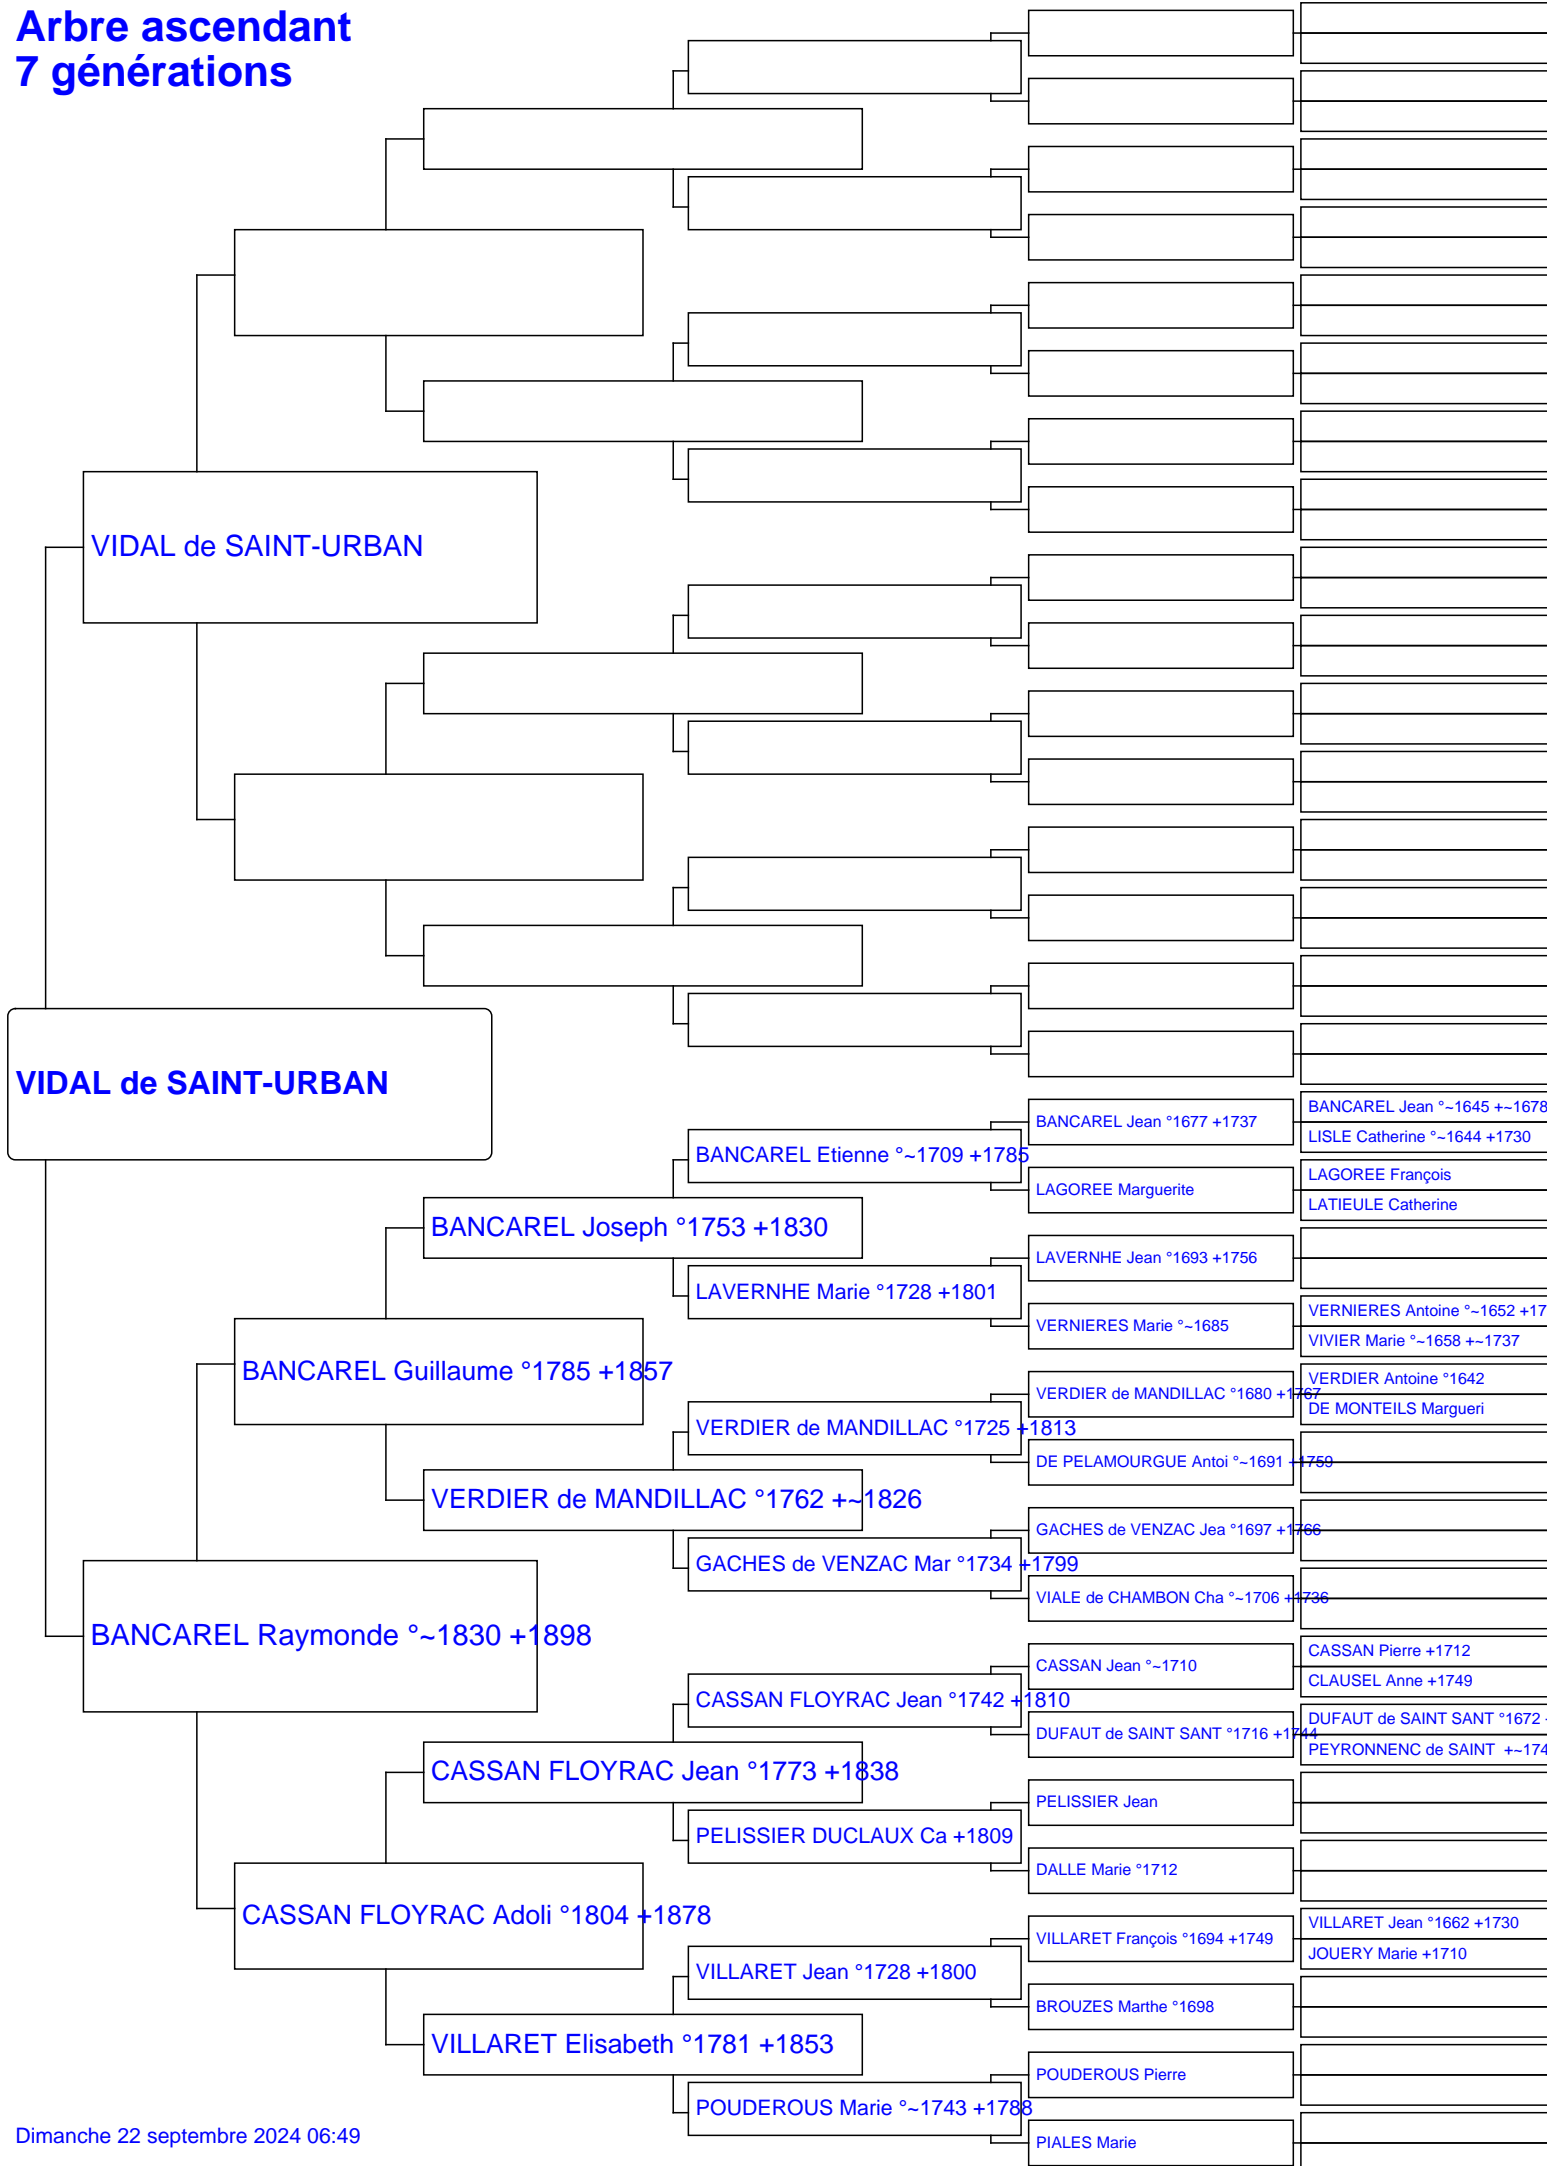 Arbre ascendant
7 générations
VIDAL de SAINT-URBAN
VIDAL de SAINT-URBAN
BANCAREL Jean °~1645 +~1678
BANCAREL Jean °1677 +1737
LISLE Catherine °~1644 +1730
BANCAREL Etienne °~1709 +1785
LAGOREE François
LAGOREE Marguerite
LATIEULE Catherine
BANCAREL Joseph °1753 +1830
LAVERNHE Jean °1693 +1756
LAVERNHE Marie °1728 +1801
VERNIERES Antoine °~1652 +17
VERNIERES Marie °~1685
VIVIER Marie °~1658 +~1737
BANCAREL Guillaume °1785 +1857
VERDIER Antoine °1642
VERDIER de MANDILLAC °1680 +1767
DE MONTEILS Margueri
VERDIER de MANDILLAC °1725 +1813
DE PELAMOURGUE Antoi °~1691 +1759
VERDIER de MANDILLAC °1762 +~1826
GACHES de VENZAC Jea °1697 +1766
GACHES de VENZAC Mar °1734 +1799
VIALE de CHAMBON Cha °~1706 +1736
BANCAREL Raymonde °~1830 +1898
CASSAN Pierre +1712
CASSAN Jean °~1710
CLAUSEL Anne +1749
CASSAN FLOYRAC Jean °1742 +1810
DUFAUT de SAINT SANT °1672 +
DUFAUT de SAINT SANT °1716 +1744
PEYRONNENC de SAINT +~174
CASSAN FLOYRAC Jean °1773 +1838
PELISSIER Jean
PELISSIER DUCLAUX Ca +1809
DALLE Marie °1712
CASSAN FLOYRAC Adoli °1804 +1878
VILLARET Jean °1662 +1730
VILLARET François °1694 +1749
JOUERY Marie +1710
VILLARET Jean °1728 +1800
BROUZES Marthe °1698
VILLARET Elisabeth °1781 +1853
POUDEROUS Pierre
POUDEROUS Marie °~1743 +1788
PIALES Marie
Dimanche 22 septembre 2024 06:49